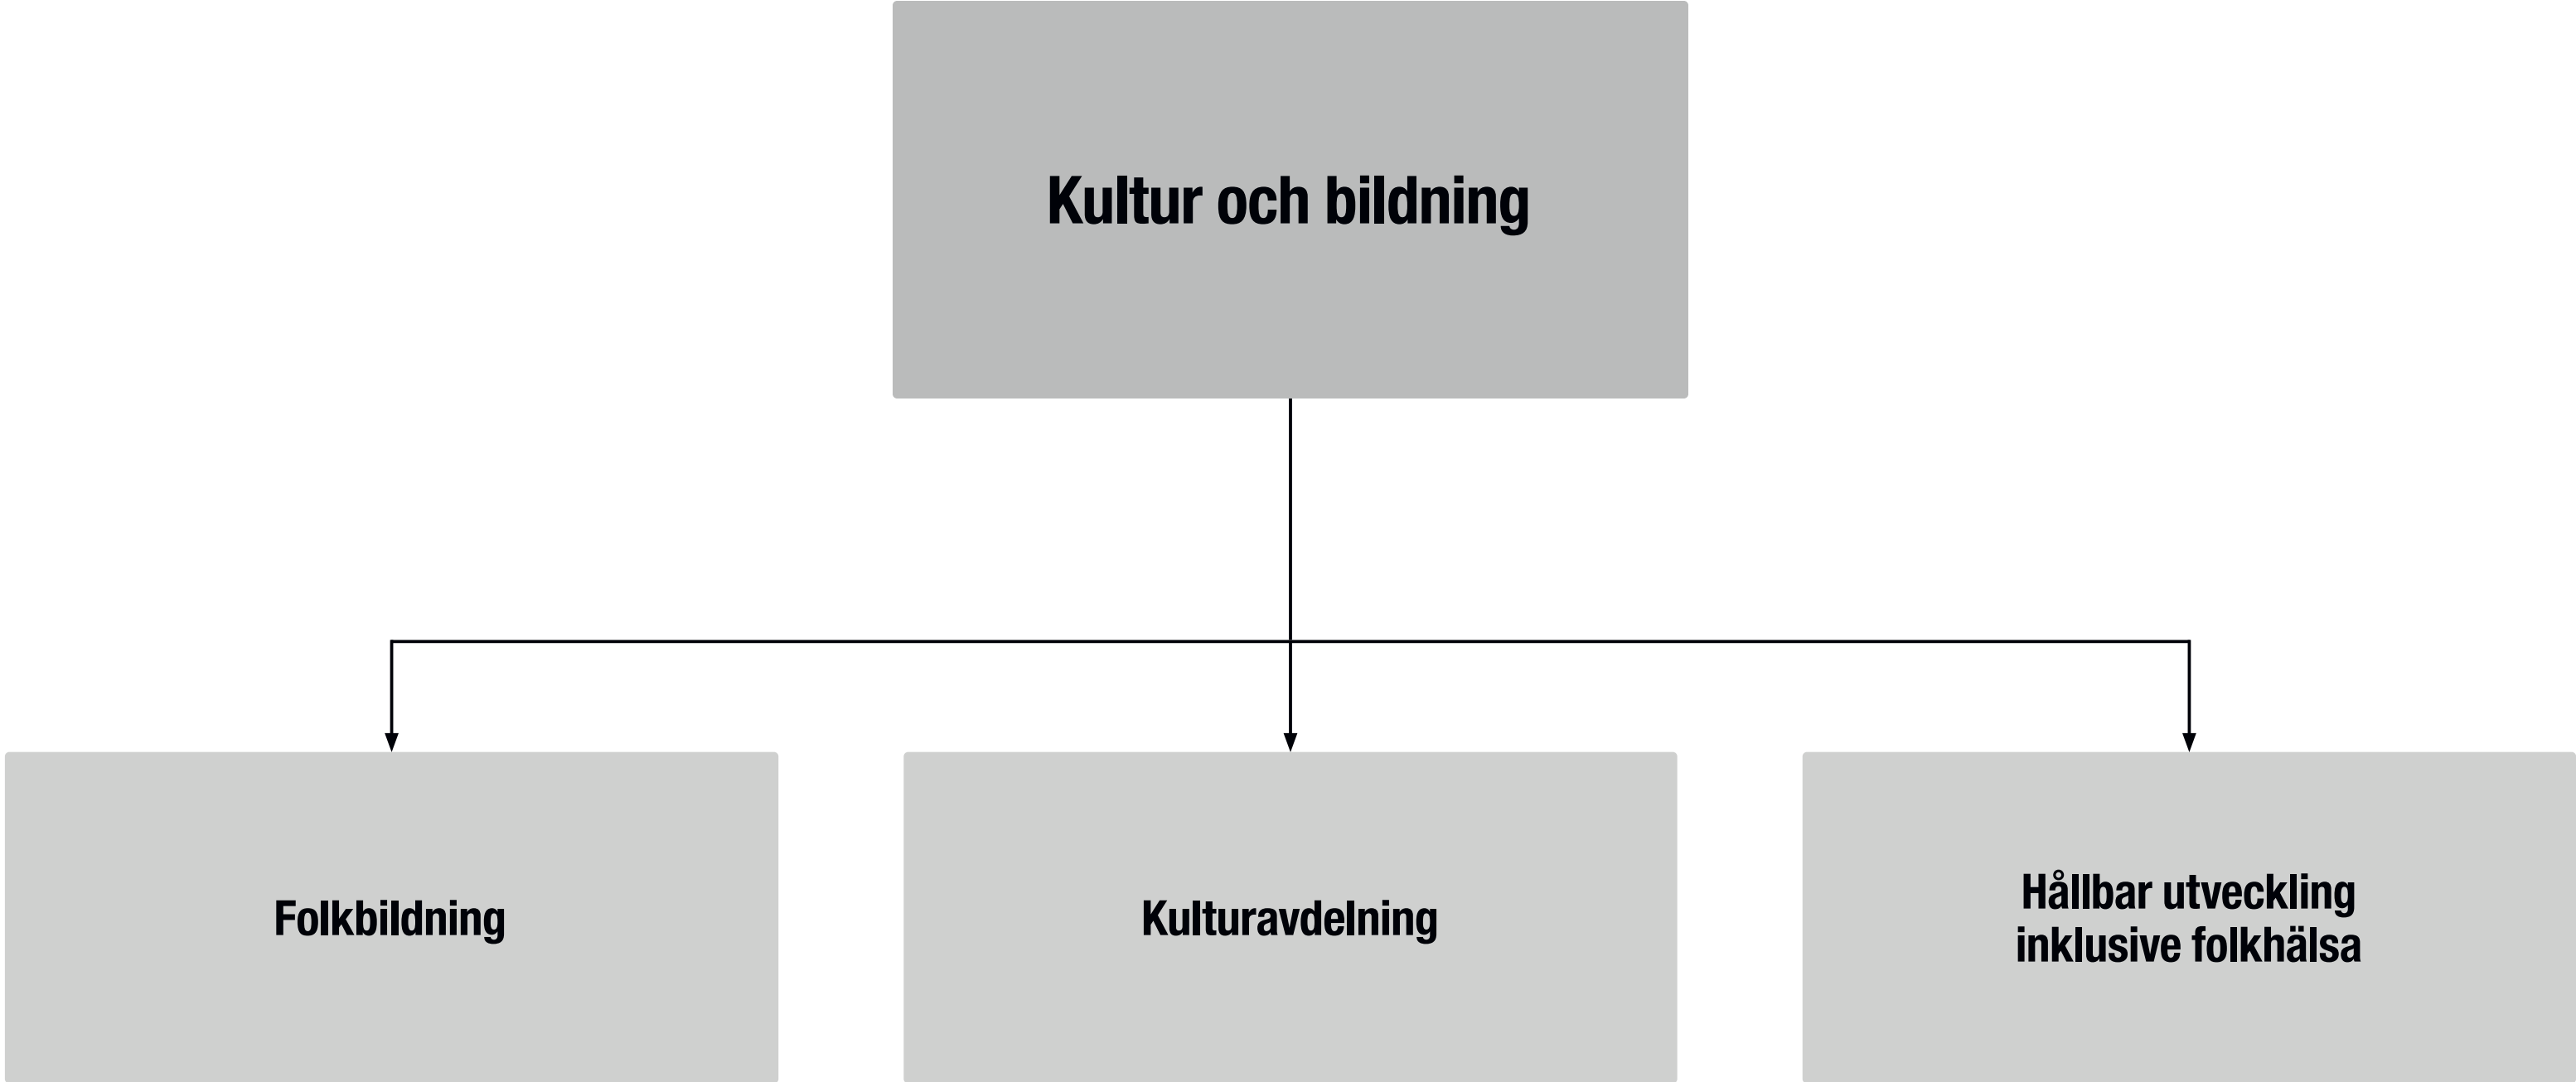 Kultur och bildning
Folkbildning
Kulturavdelning
Hållbar utveckling
inklusive folkhälsa